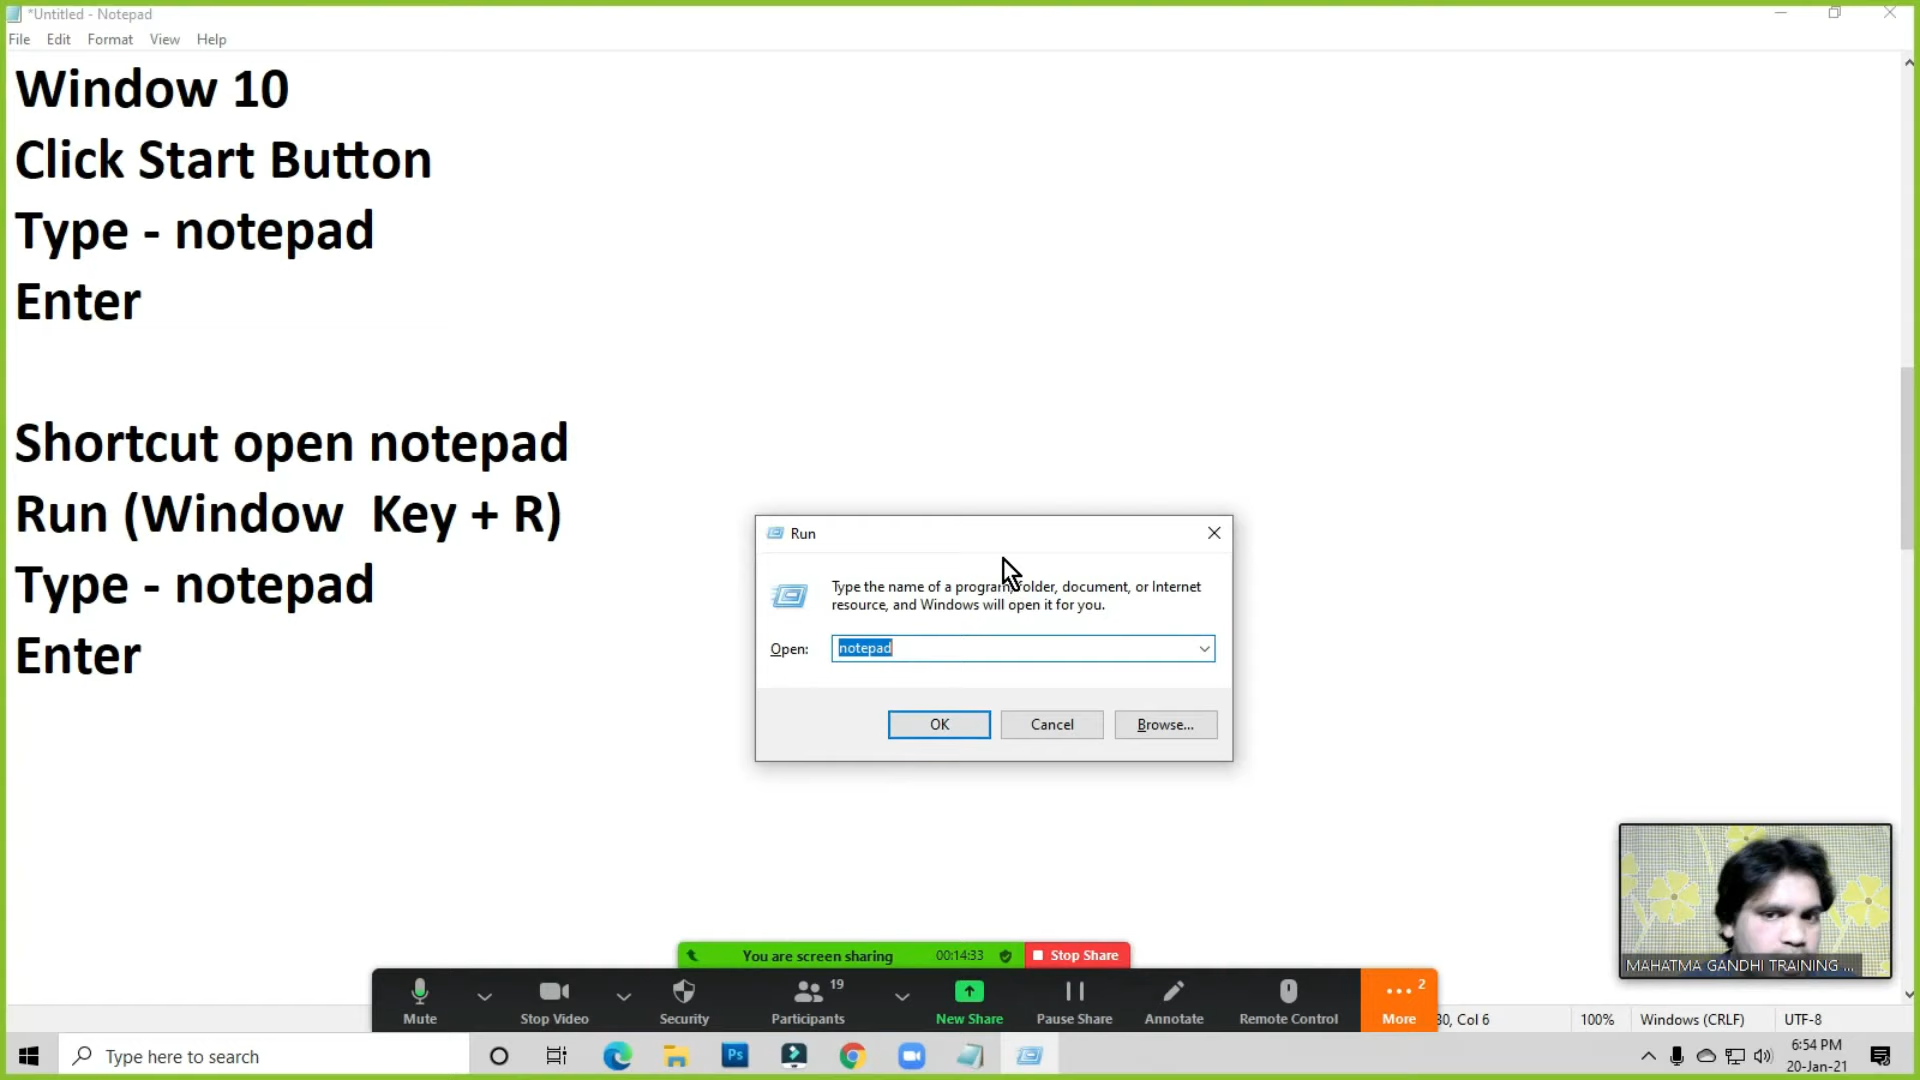 *Untitled - Notepad
File Edit Format View Help
Window 10
Click Start Button
Type - notepad
Enter
Shortcut open notepad
Run (Window  Key + R)
Type - notepad
Enter
Run
Type the name of a program, folder, document, or Internet
resource, and Windows will open it for you.
Open: notepad
OK Cancel Browse...
MAHATMA GANDHI TRAINING ...
You are screen sharing 00:14:33 Stop Share
Mute Stop Video Security Participants 19 New Share Pause Share Annotate Remote Control More 2
30, Col 6 100% Windows (CRLF) UTF-8
Type here to search
Ps
6:54 PM
20-Jan-21